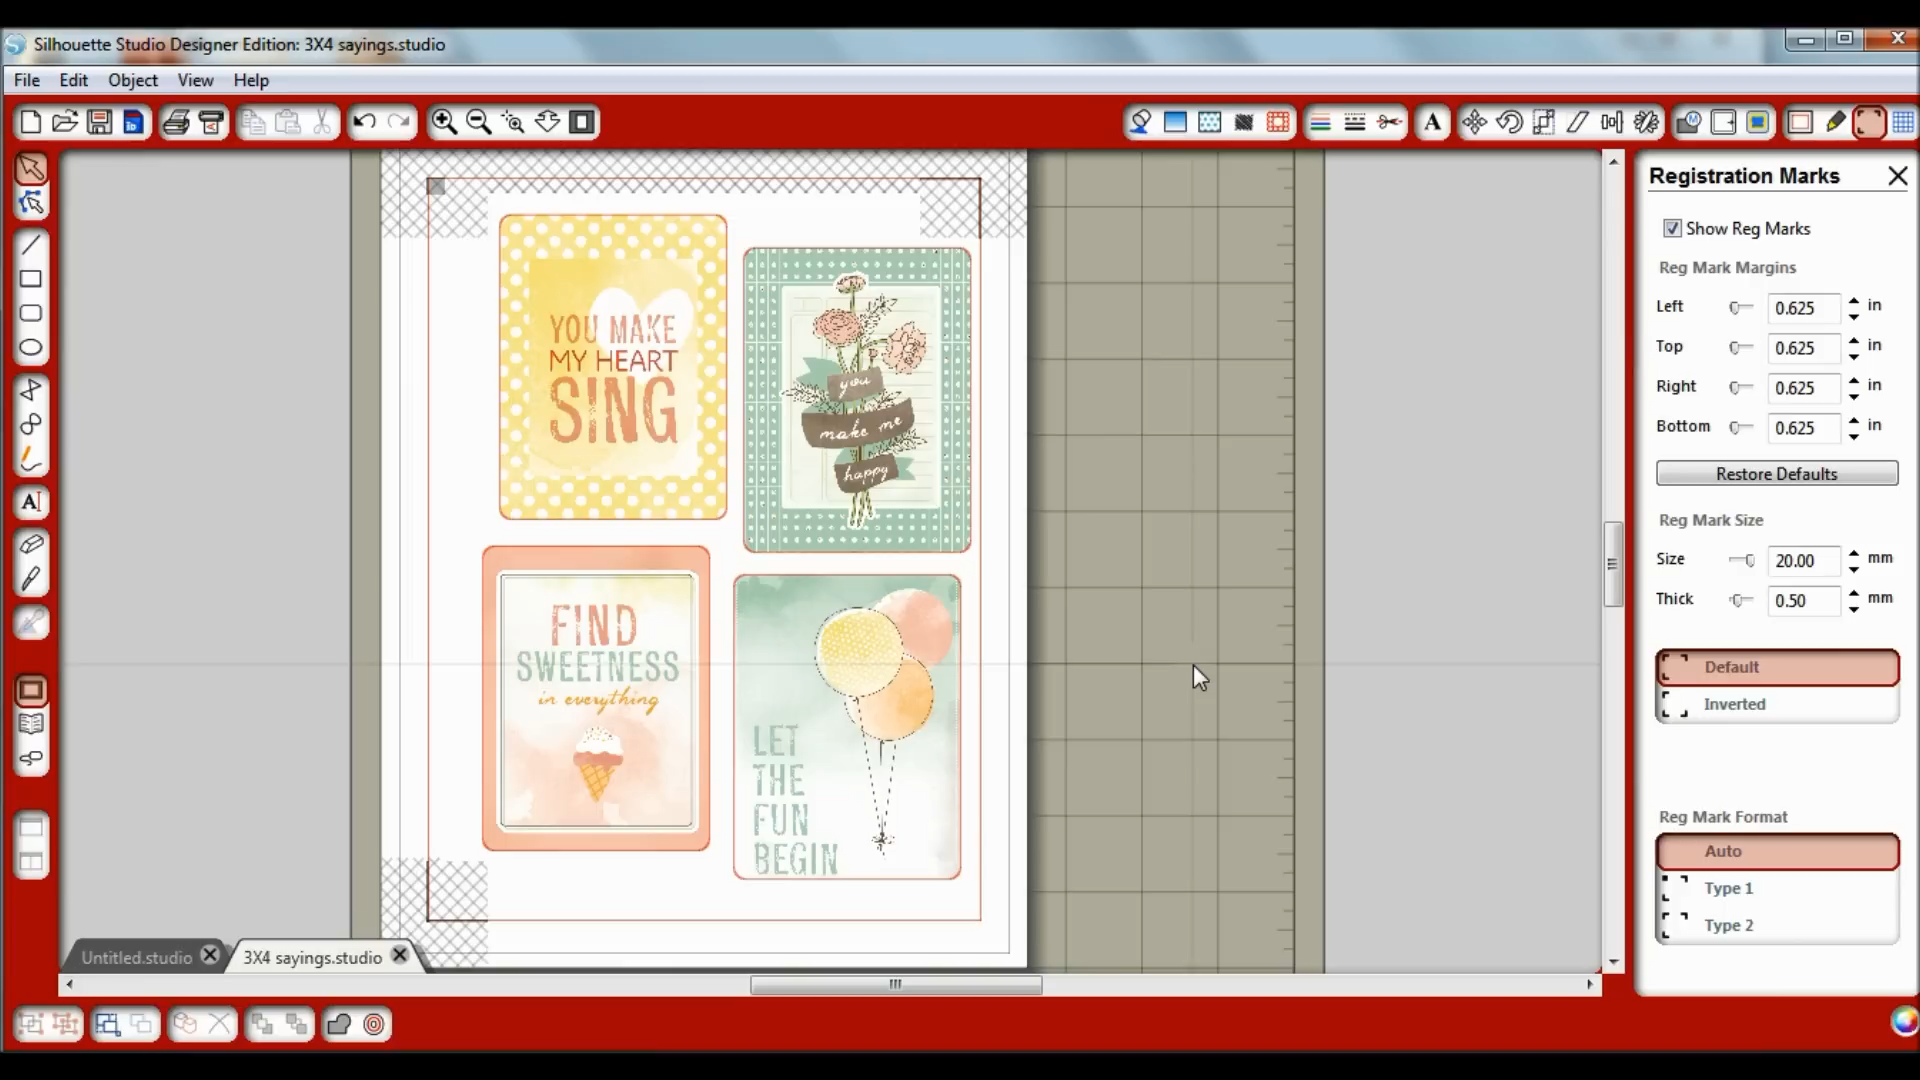 Silhouette Studio Designer Edition: 3X4 sayings.studio
File Edit Object View Help
Registration Marks
Show Reg Marks
Reg Mark Margins
Left 0.625 in
Top 0.625 in
Right 0.625 in
Bottom 0.625 in
Restore Defaults
Reg Mark Size
Size 20.00 mm
Thick 0.50 mm
Default
Inverted
Reg Mark Format
Auto
Type 1
Type 2
YOU MAKE
MY HEART
SING
you
make me
happy
FIND
SWEETNESS
in everything
LET
THE
FUN
BEGIN
Untitled.studio 3X4 sayings.studio